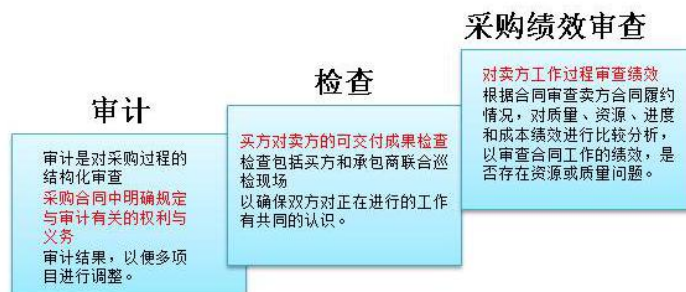 审计
审计是对采购过程的
结构化审查
采购合同中明确规定
与审计有关的权利与
义务
审计结果，以便多项
目进行调整。
检查
买方对卖方的可交付成果检查
检查包括买方和承包商联合巡
检现场
以确保双方对正在进行的工作
有共同的认识。
采购绩效审查
对卖方工作过程审查绩效
根据合同审查卖方合同履约
情况，对质量、资源、进度
和成本绩效进行比较分析，
以审查合同工作的绩效，是
否存在资源或质量问题。